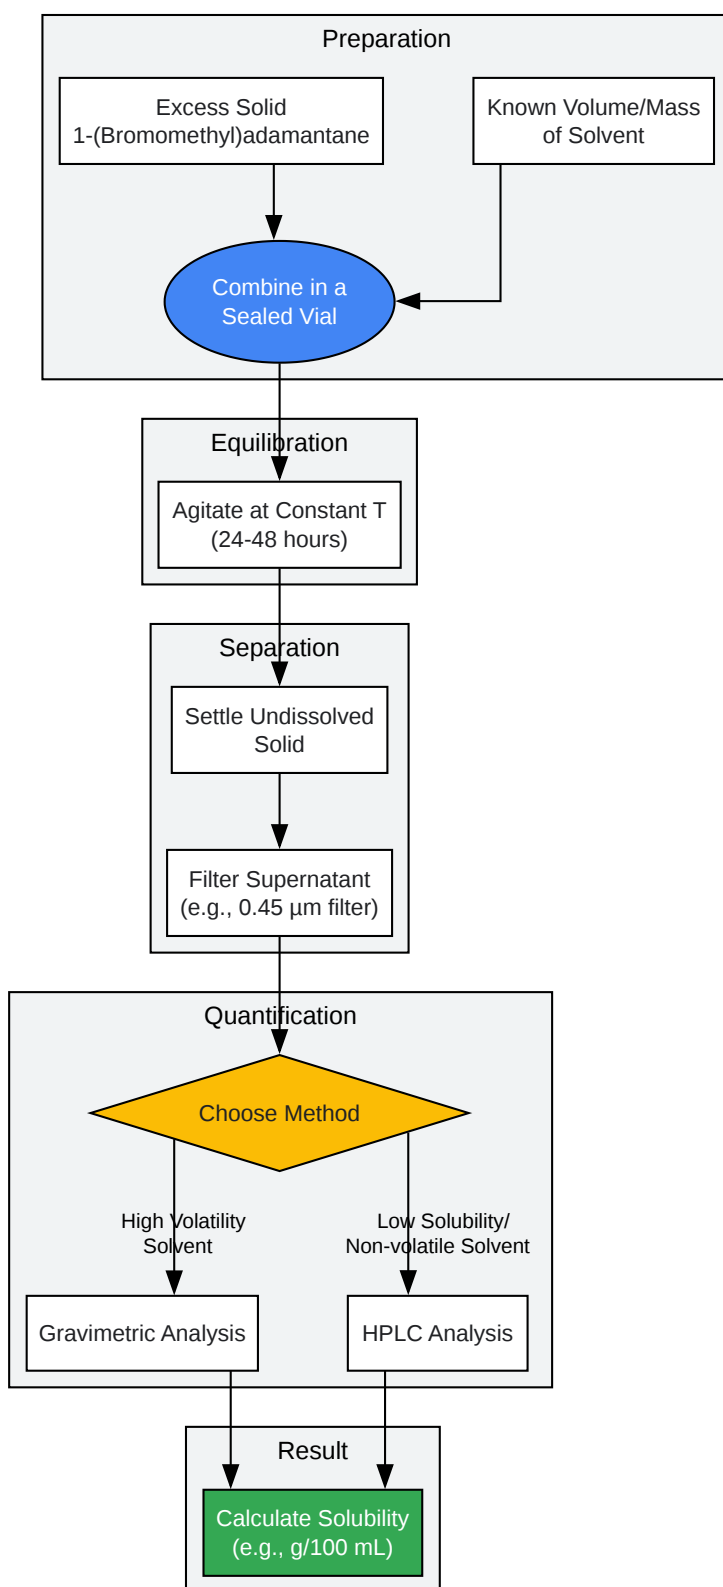 Preparation
Excess Solid
1-(Bromomethyl)adamantane
Known Volume/Mass
of Solvent
Combine in a
Sealed Vial
Equilibration
Agitate at Constant T
(24-48 hours)
Separation
Settle Undissolved
Solid
Filter Supernatant
(e.g., 0.45 µm filter)
Quantification
Choose Method
High Volatility
Solvent
Low Solubility/
Non-volatile Solvent
Gravimetric Analysis
HPLC Analysis
Result
Calculate Solubility
(e.g., g/100 mL)